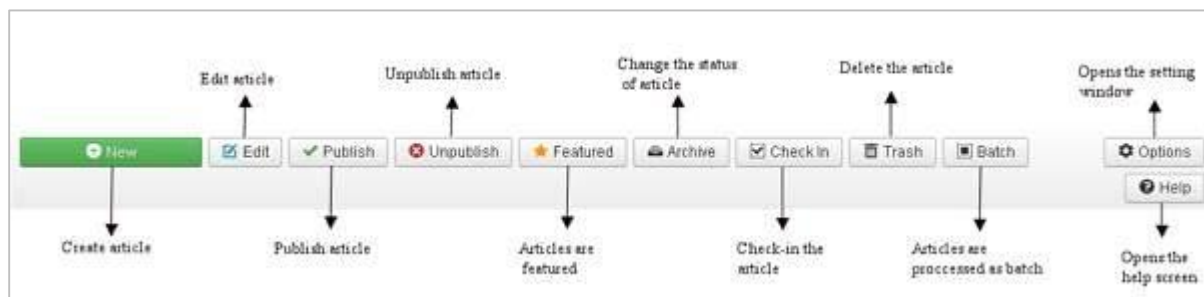 Edit article
Unpublish article
Change the status
of article
Delete the article
Opens the setting
window
New
Edit
Publish
Unpublish
Featured
Archive
Check In
Trash
Batch
Options
Help
Create article
Publish article
Articles are
featured
Check-in the
article
Articles are
proccessed as batch
Opens the
help screen